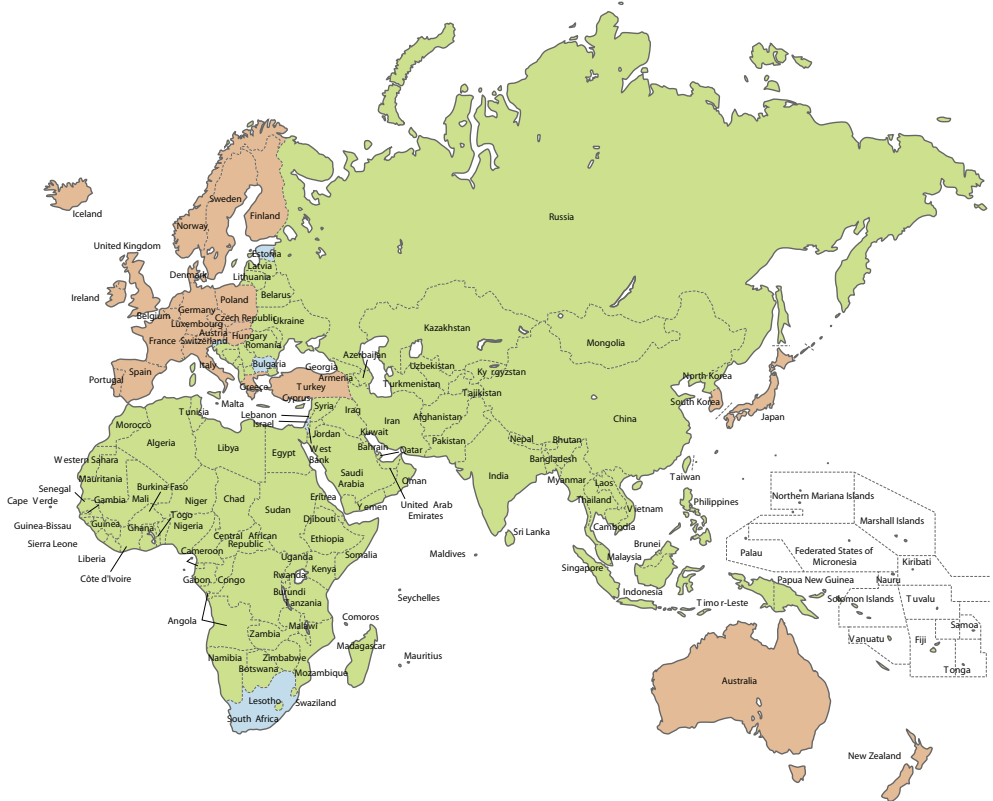 Iceland
Sweden
Finland
Norway
Russia
United Kingdom
Estonia
Latvia
Denmark
Lithuania
Ireland
Belarus
Poland
Belgium
Germany
Czech Republic
Ukraine
Luxembourg
Austria
France
Switzerland
Hungary
Romania
Kazakhstan
Mongolia
Italy
Bulgaria
Georgia
Azerbaijan
Uzbekistan
Ky rgyzstan
Spain
Portugal
Greece
Turkey
Armenia
Turkmenistan
Tajikistan
North Korea
South Korea
Japan
Malta
Cyprus
Tunisia
Lebanon
Israel
Syria
Iraq
Iran
Afghanistan
China
Morocco
Algeria
Libya
Egypt
Jordan
West
Bank
Kuwait
Bahrain
Qatar
Pakistan
Nepal
Bhutan
Western Sahara
Mauritania
Saudi
Arabia
Oman
India
Bangladesh
Myanmar
Laos
Taiwan
Senegal
Cape Verde
Gambia
Mali
Burkina Faso
Niger
Chad
Sudan
Eritrea
Yemen
United Arab
Emirates
Thailand
Vietnam
Philippines
Northern Mariana Islands
Guinea-Bissau
Guinea
Ghana
Togo
Nigeria
Djibouti
Cambodia
Marshall Islands
Sierra Leone
Liberia
Côte d'Ivoire
Cameroon
Central African
Republic
Ethiopia
Somalia
Sri Lanka
Maldives
Brunei
Malaysia
Singapore
Palau
Federated States of
Micronesia
Kiribati
Gabon
Congo
Uganda
Rwanda
Kenya
Burundi
Tanzania
Seychelles
Indonesia
Timor-Leste
Papua New Guinea
Nauru
Solomon Islands
Tuvalu
Angola
Zambia
Malawi
Comoros
Madagascar
Mauritius
Vanuatu
Fiji
Samoa
Tonga
Namibia
Zimbabwe
Botswana
Mozambique
Lesotho
Swaziland
South Africa
Australia
New Zealand